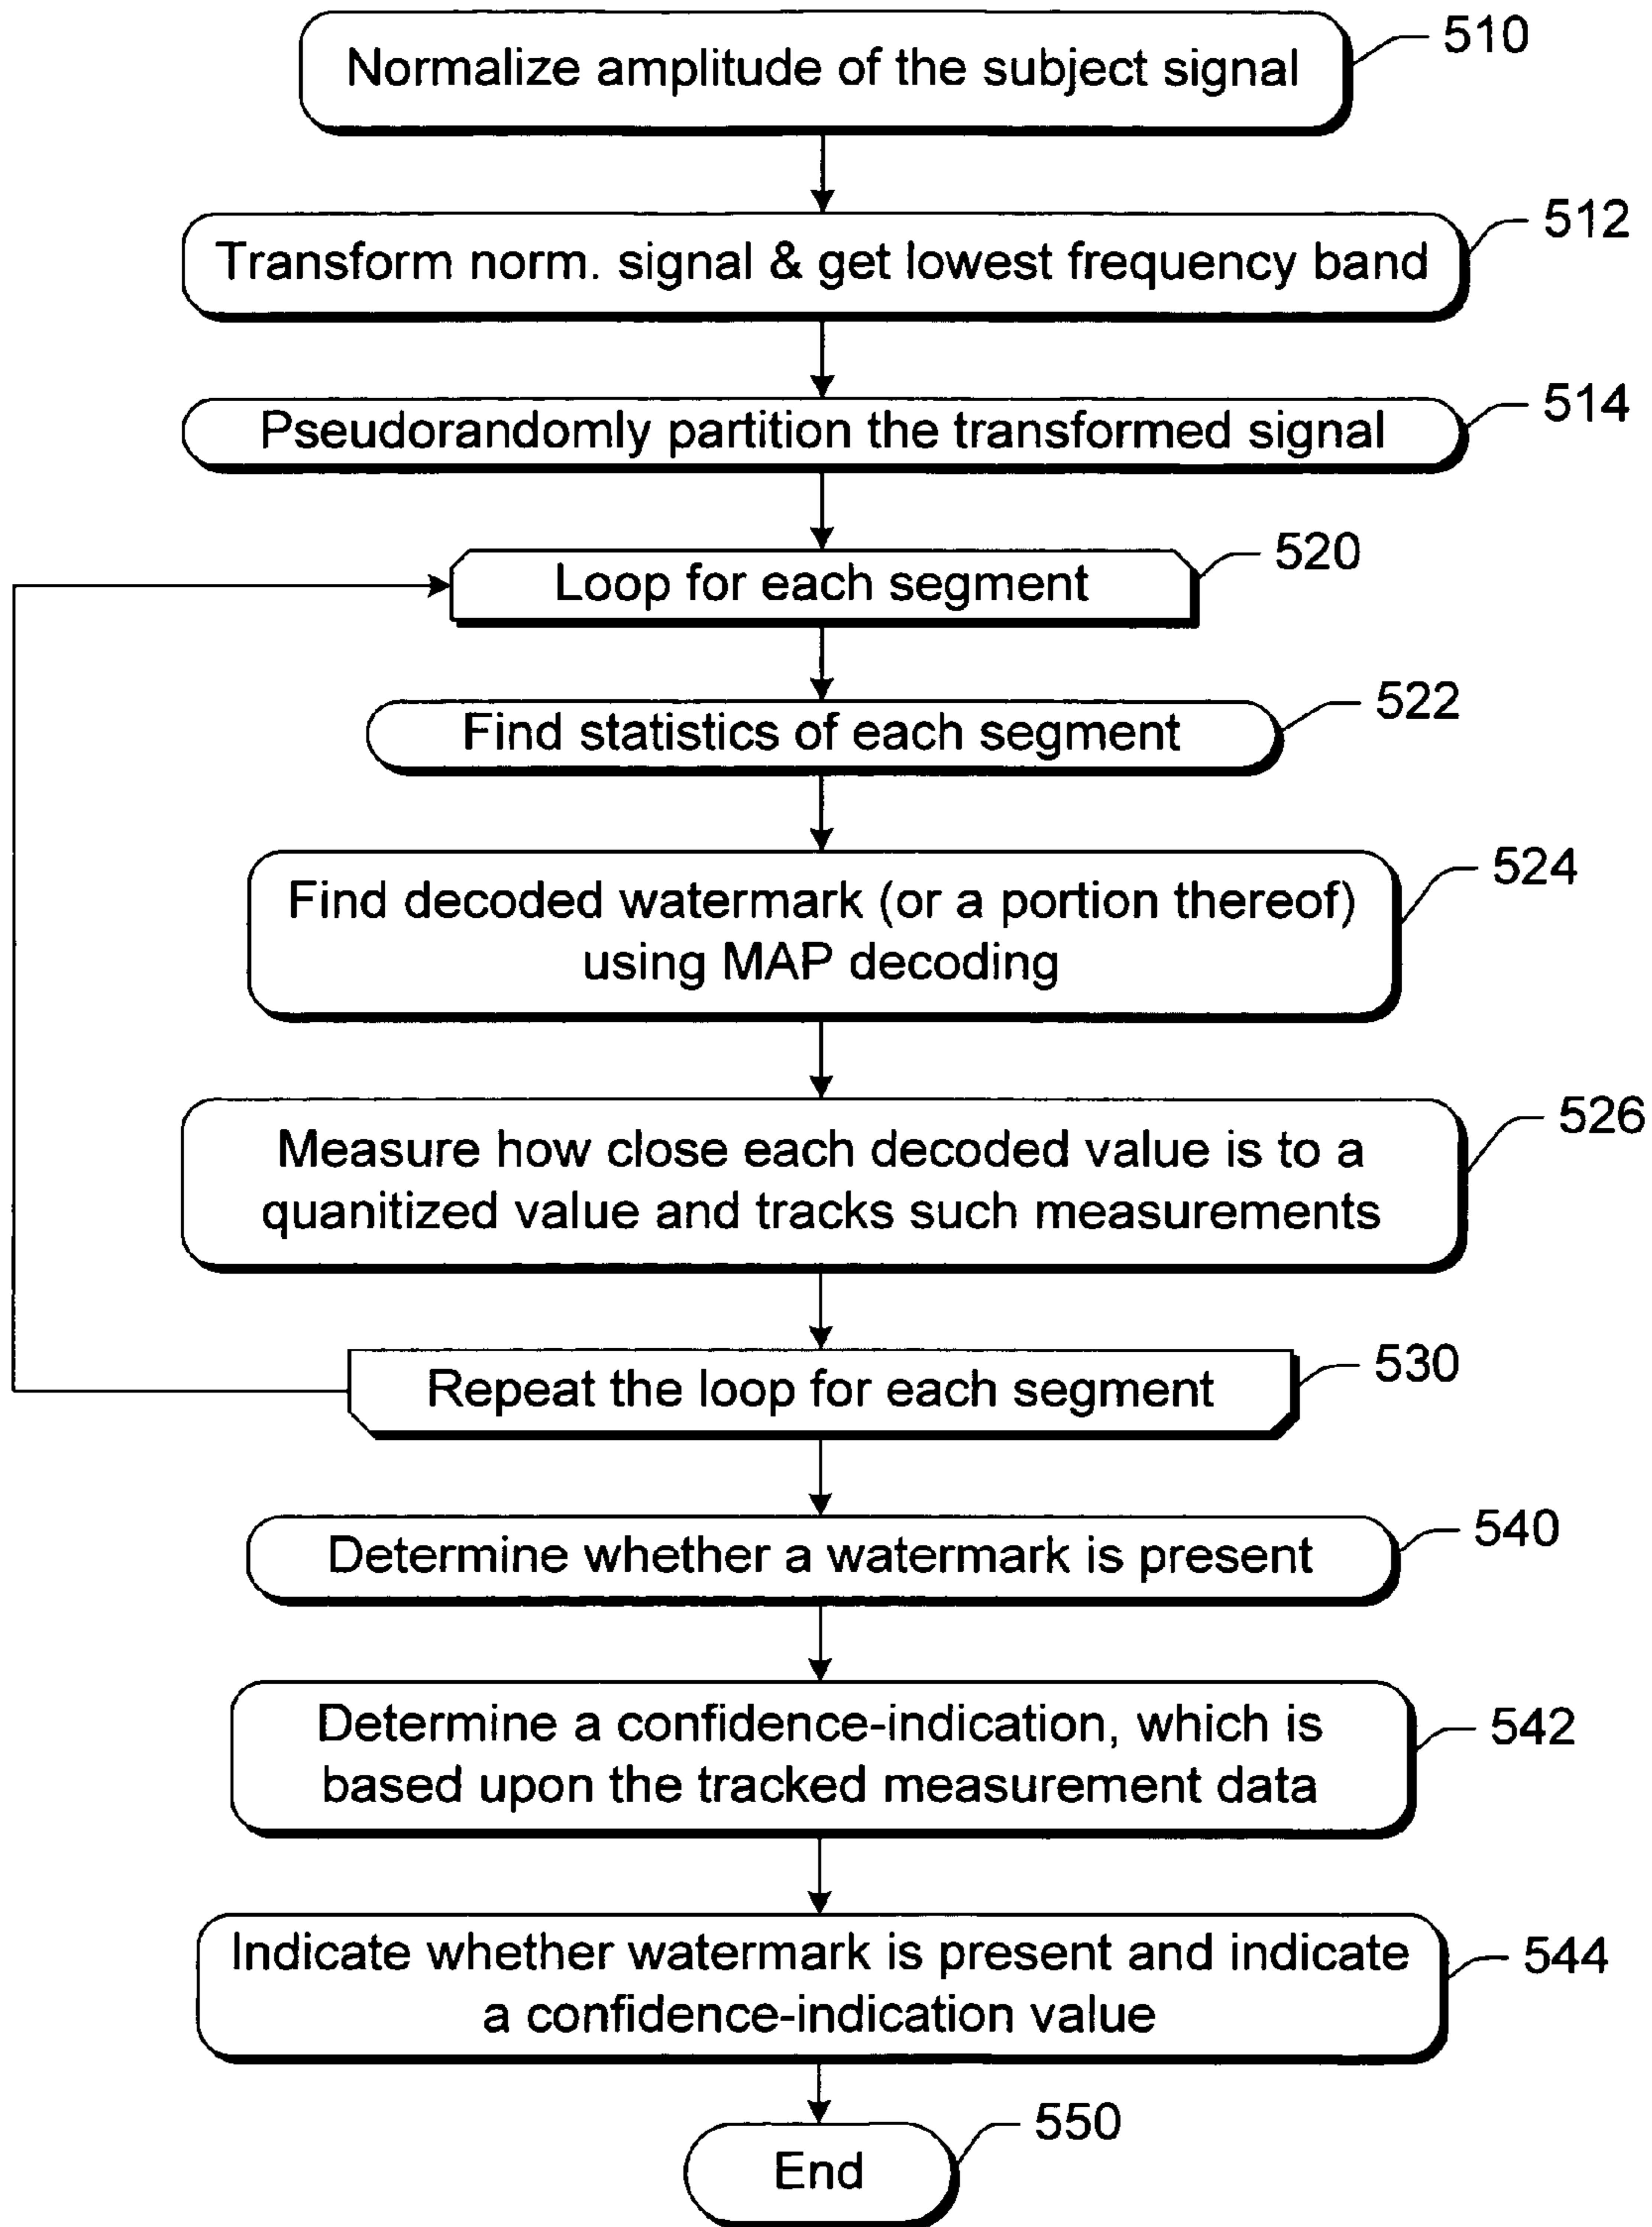 Normalize amplitude of the subject signal
510
Transform norm. signal & get lowest frequency band
512
Pseudorandomly partition the transformed signal
514
Loop for each segment
520
Find statistics of each segment
522
Find decoded watermark (or a portion thereof)
using MAP decoding
524
Measure how close each decoded value is to a
quanitized value and tracks such measurements
526
Repeat the loop for each segment
530
Determine whether a watermark is present
540
Determine a confidence-indication, which is
based upon the tracked measurement data
542
Indicate whether watermark is present and indicate
a confidence-indication value
544
End
550